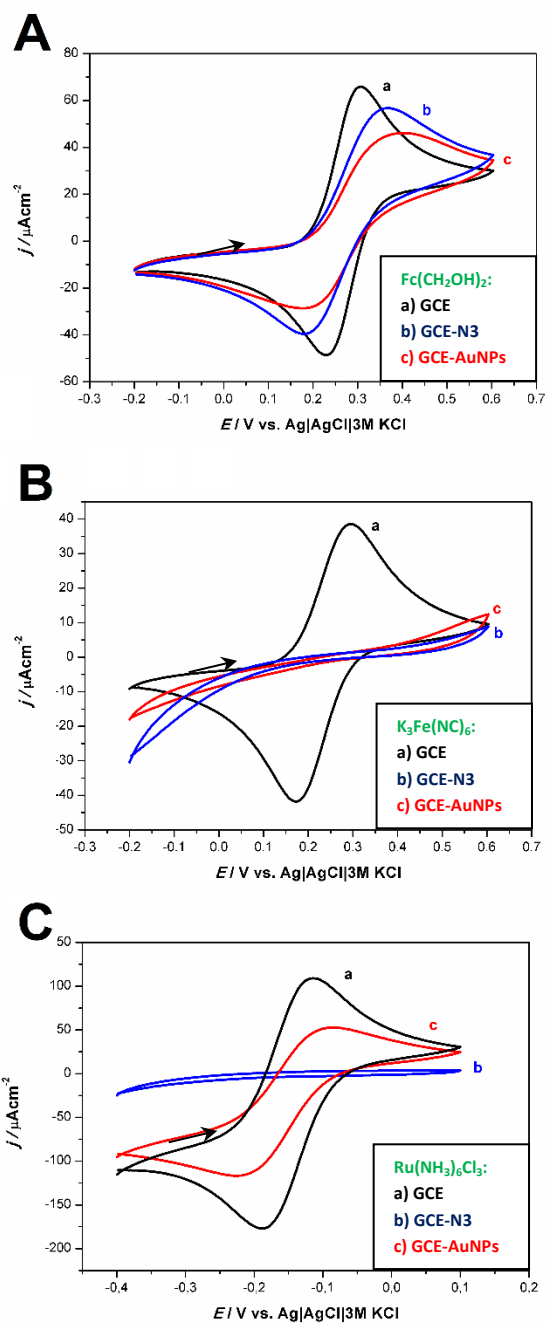 A
80
60
40
20
0
-20
-40
-60
-0.3 -0.2 -0.1 0.0 0.1 0.2 0.3 0.4 0.5 0.6 0.7
j /μAcm-2
E / V vs. Ag|AgCl|3M KCl
a
b
c
Fc(CH2OH)2:
a) GCE
b) GCE-N3
c) GCE-AuNPs
B
40
30
20
10
0
-10
-20
-30
-40
-50
-0.3 -0.2 -0.1 0.0 0.1 0.2 0.3 0.4 0.5 0.6 0.7
j /μAcm-2
E / V vs. Ag|AgCl|3M KCl
a
c
b
K3Fe(NC)6:
a) GCE
b) GCE-N3
c) GCE-AuNPs
C
150
100
50
0
-50
-100
-150
-200
-0,4 -0,3 -0,2 -0,1 0,0 0,1 0,2
j /μAcm-2
E / V vs. Ag|AgCl|3M KCl
a
c
b
Ru(NH3)6Cl3:
a) GCE
b) GCE-N3
c) GCE-AuNPs